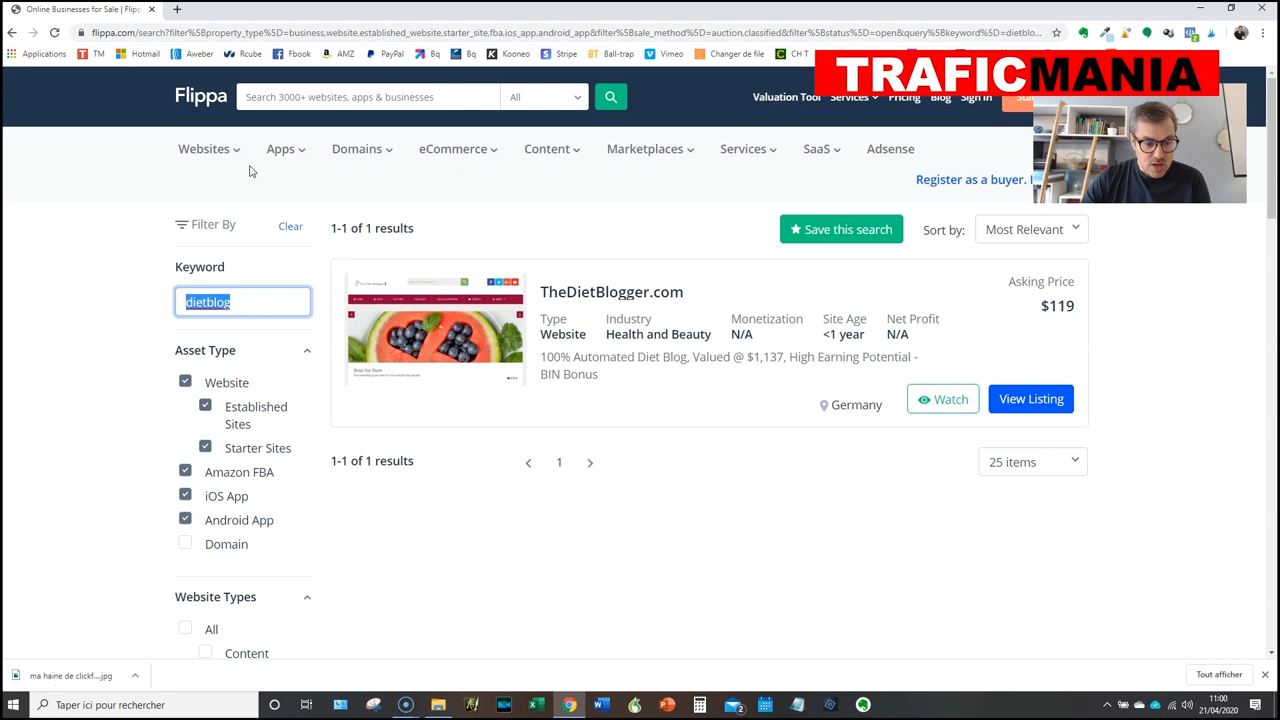 Online Businesses for Sale | Flipp
flippa.com/search?filter%5Bproperty_type%5D=business,website,established_website,starter_site,fba,ios_app,android_app&filter%5Bsale_method%5D=auction,classified&filter%5Bstatus%5D=open&query%5Bkeyword%5D=dietblo...
Applications TM Hotmail Aweber Rcube Fbook AMZ PayPal Bq Bq Kooneo Stripe Ball-trap Vimeo Changer de file CH T
TRAFICMANIA
Flippa Search 3000+ websites, apps & businesses All Valuation Tool Services Pricing Blog Sign In
Websites Apps Domains eCommerce Content Marketplaces Services SaaS Adsense
Register as a buyer.
Filter By Clear 1-1 of 1 results Save this search Sort by: Most Relevant
Keyword
dietblog
TheDietBlogger.com
Asking Price
$119
Type Industry Monetization Site Age Net Profit
Website Health and Beauty N/A <1 year N/A
100% Automated Diet Blog, Valued @ $1,137, High Earning Potential -
BIN Bonus
Germany Watch View Listing
Asset Type
Website
Established
Sites
Starter Sites
Amazon FBA
iOS App
Android App
Domain
1-1 of 1 results 1 25 items
Website Types
All
Content
ma haine de clickf....jpg Tout afficher
Taper ici pour rechercher
11:00
21/04/2020